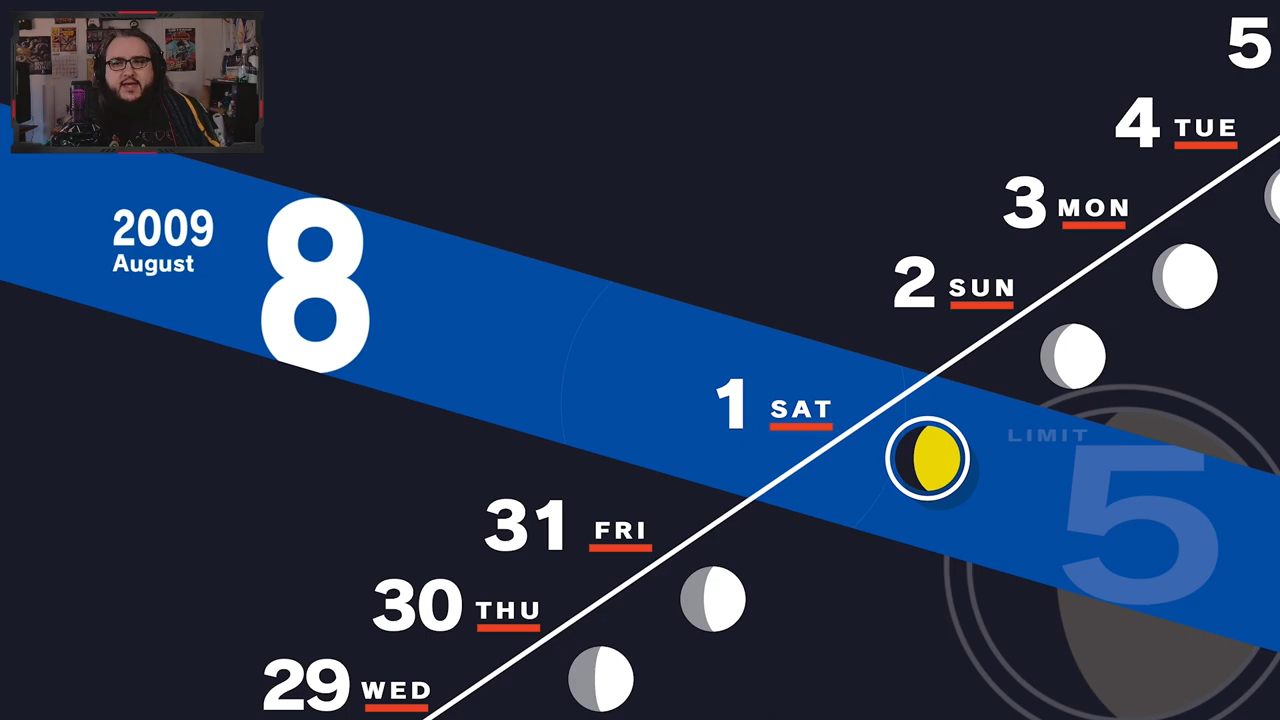 5
4 TUE
3 MON
2 SUN
2009
August
8
1 SAT
LIMIT
5
31 FRI
30 THU
29 WED